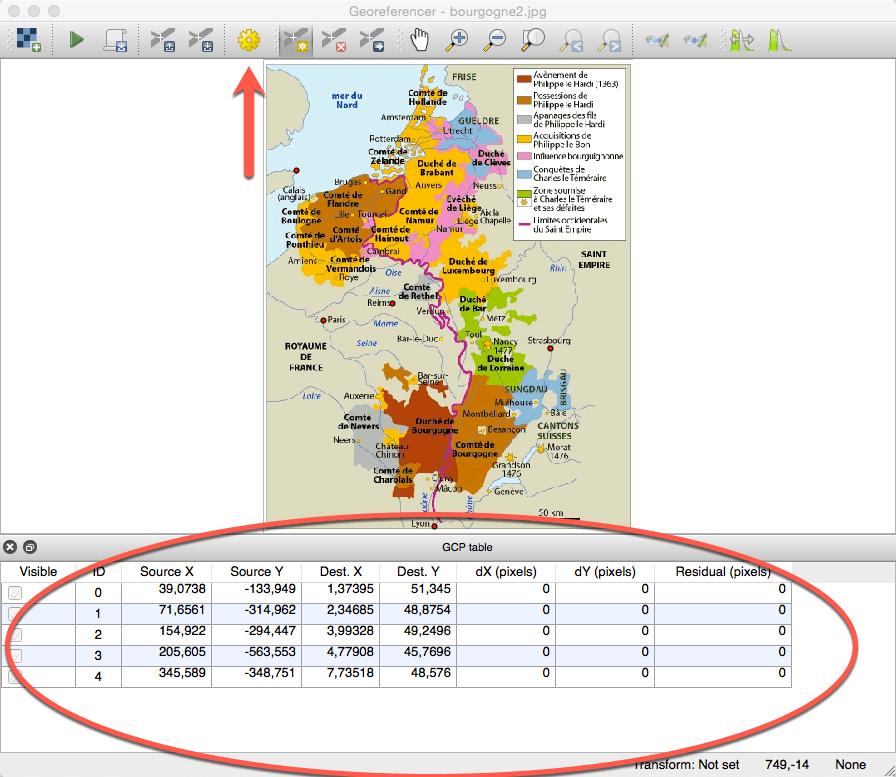 Georeferencer - bourgogne2.jpg
FRISE
mer du
Nord
Comté
de
Hollande
Amsterdam
GUELDRE
Utrecht
Rotterdam
Comté
de
Zélande
Duché
de Clèves
Duché de
Brabant
Bruges
Gand
Anvers
Neuss
Calais
(anglais)
Comté de
Flandre
Evêché
de Liège
Aix la
Chapelle
Liège
Comté de
Boulogne
Lille
Tournai
Comté de
Namur
Namur
Comté de
Ponthieu
Comté
d'Artois
Comté de
Hainaut
Cambrai
Amiens
Comté de
Vermandois
Roye
Oise
Duché de
Luxembourg
Luxembourg
Rhin
SAINT
EMPIRE
Aisne
Comté
de Rethel
Reims
Duché
de Bar
Verdun
Metz
Paris
Marne
Seine
Bar-le-Duc
Toul
Nancy
1477
Strasbourg
ROYAUME
DE
FRANCE
Duché
de Lorraine
Bar-sur-
Seine
SUNGDAU
BRISGAU
Loire
Auxerre
Mulhouse
Montbéliard
Bâle
Comté
de Nevers
Duché de
Bourgogne
Besançon
CANTONS
SUISSES
Neers
Château
Chinon
Comté de
Bourgogne
Morat
1476
Grandson
1476
Comté de
Charolais
Cluny
Mâcon
Genève
Lyon
50 km
Avènement de
Philippe le Hardi (1363)
Possessions de
Philippe le Hardi
Apanages des fils
de Philippe le Hardi
Acquisitions de
Philippe le Bon
Influence bourguignonne
Conquêtes de
Charles le Téméraire
Zone soumise
à Charles le Téméraire
et ses défaites
Limites occidentales
du Saint Empire
GCP table
Visible ID Source X Source Y Dest. X Dest. Y dX (pixels) dY (pixels) Residual (pixels)
0 39,0738 -133,949 1,37395 51,345 0 0 0
1 71,6561 -314,962 2,34685 48,8754 0 0 0
2 154,922 -294,447 3,99328 49,2496 0 0 0
3 205,605 -563,553 4,77908 45,7696 0 0 0
4 345,589 -348,751 7,73518 48,576 0 0 0
Transform: Not set 749,-14 None